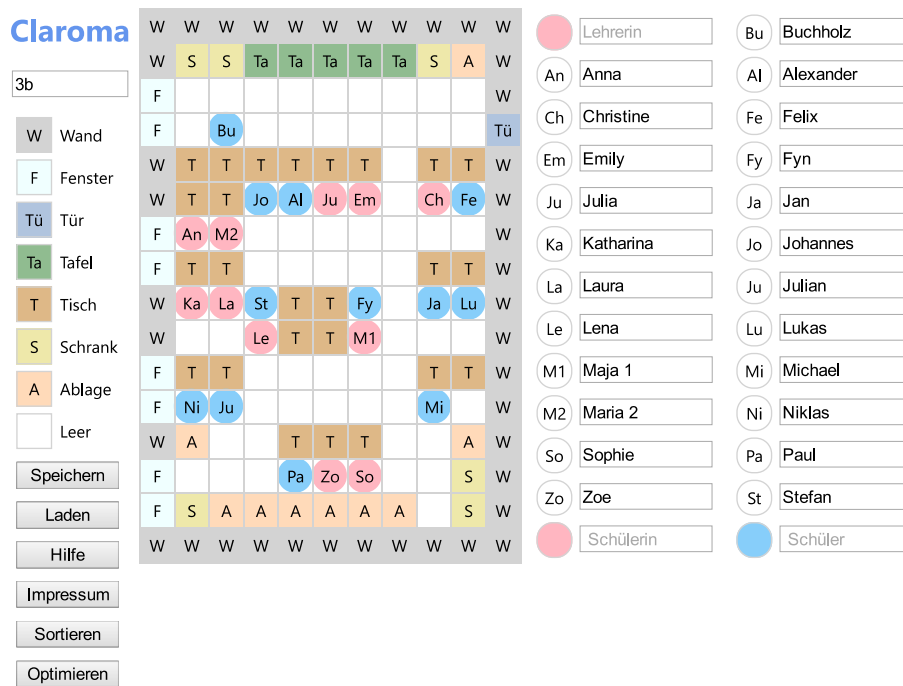 Claroma
3b
W Wand
F Fenster
Tü Tür
Ta Tafel
T Tisch
S Schrank
A Ablage
Leer
Speichern
Laden
Hilfe
Impressum
Sortieren
Optimieren
W W W W W W W W W W W
W S S Ta Ta Ta Ta Ta S A W
F W
F Bu Tü
W T T T T T T T T W
W T T Jo Al Ju Em Ch Fe W
F An M2 W
F T T T T W
W Ka La St T T Fy Ja Lu W
W Le T T M1 W
F T T T T W
F Ni Ju Mi W
W A T T T A W
F Pa Zo So S W
F S A A A A A A S W
W W W W W W W W W W W
Lehrerin
An Anna
Ch Christine
Em Emily
Ju Julia
Ka Katharina
La Laura
Le Lena
M1 Maja 1
M2 Maria 2
So Sophie
Zo Zoe
Schülerin
Bu Buchholz
Al Alexander
Fe Felix
Fy Fyn
Ja Jan
Jo Johannes
Ju Julian
Lu Lukas
Mi Michael
Ni Niklas
Pa Paul
St Stefan
Schüler